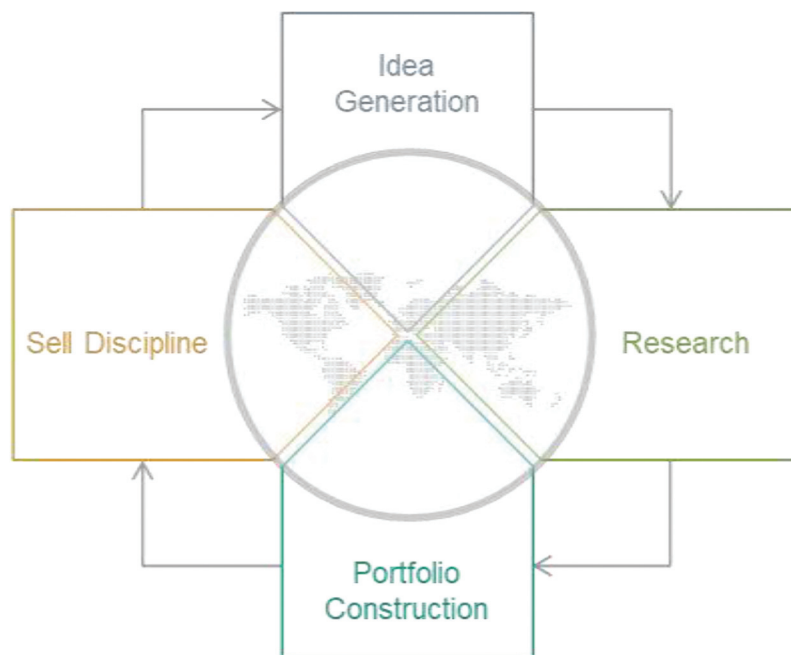 Idea
Generation
Sell Discipline
Research
Portfolio
Construction